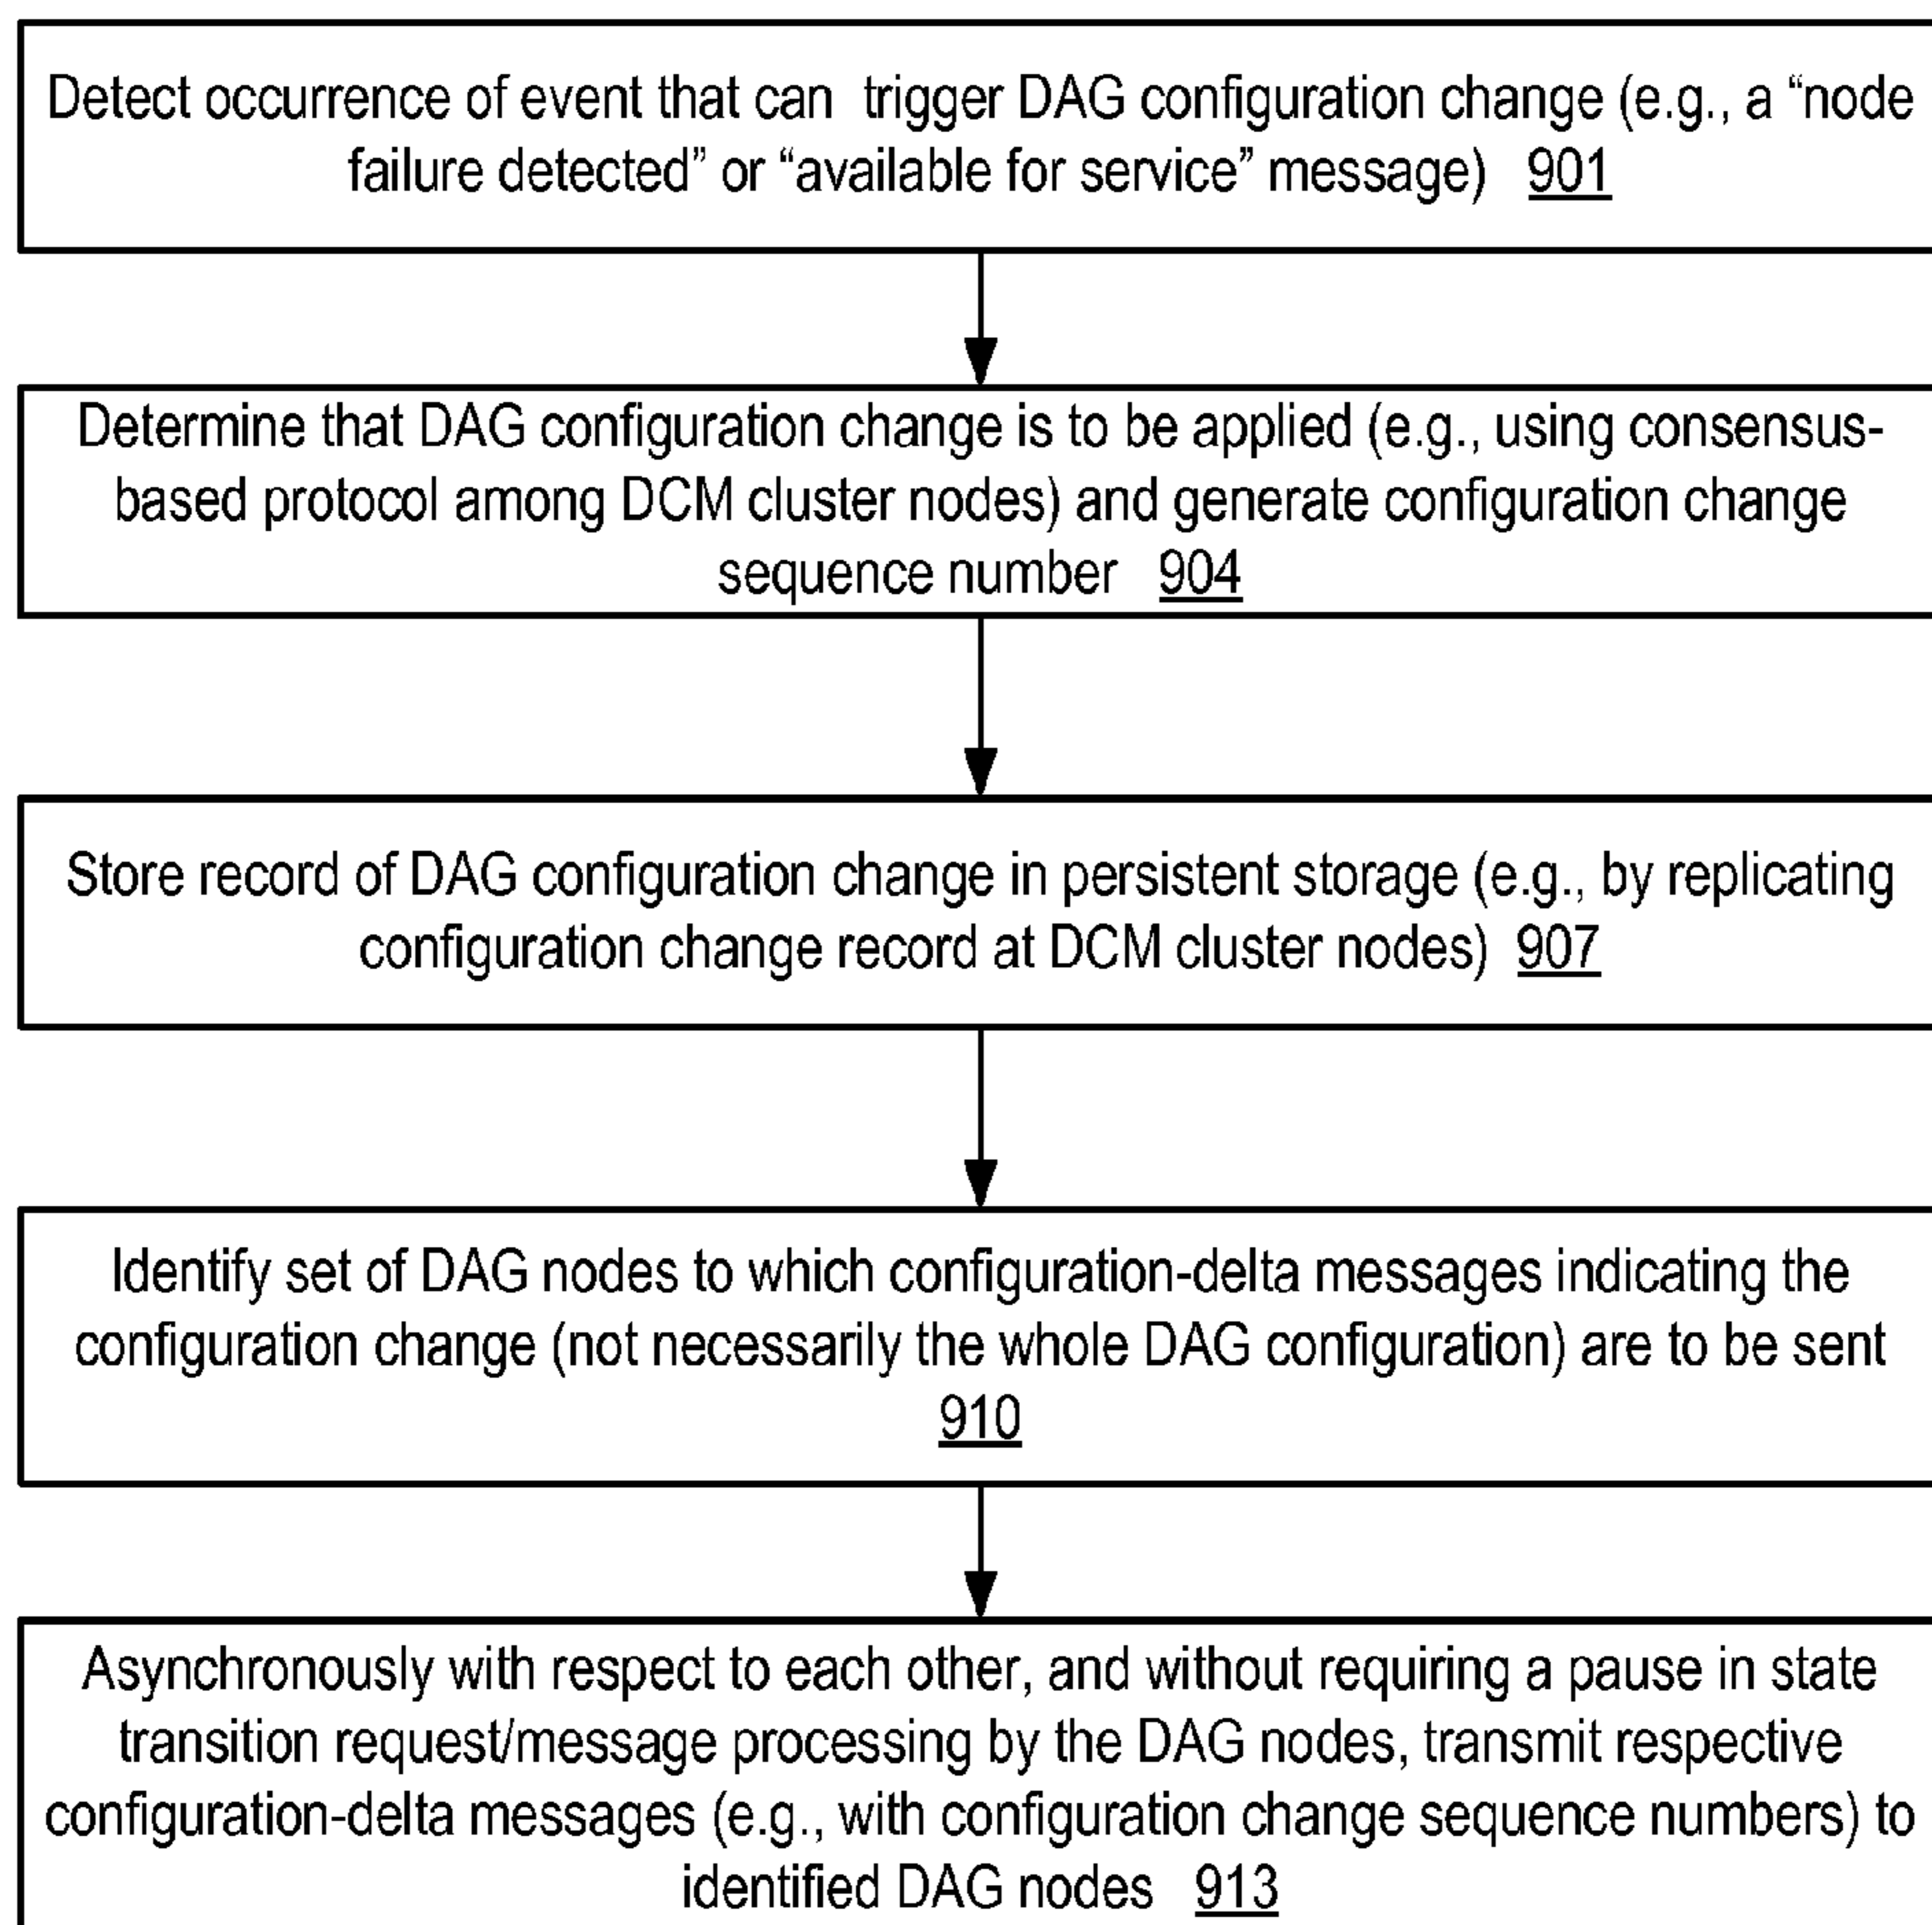 Detect occurrence of event that can trigger DAG configuration change (e.g., a “node
failure detected” or “available for service” message) 901
Determine that DAG configuration change is to be applied (e.g., using consensus-
based protocol among DCM cluster nodes) and generate configuration change
sequence number 904
Store record of DAG configuration change in persistent storage (e.g., by replicating
configuration change record at DCM cluster nodes) 907
Identify set of DAG nodes to which configuration-delta messages indicating the
configuration change (not necessarily the whole DAG configuration) are to be sent
910
Asynchronously with respect to each other, and without requiring a pause in state
transition request/message processing by the DAG nodes, transmit respective
configuration-delta messages (e.g., with configuration change sequence numbers) to
identified DAG nodes 913